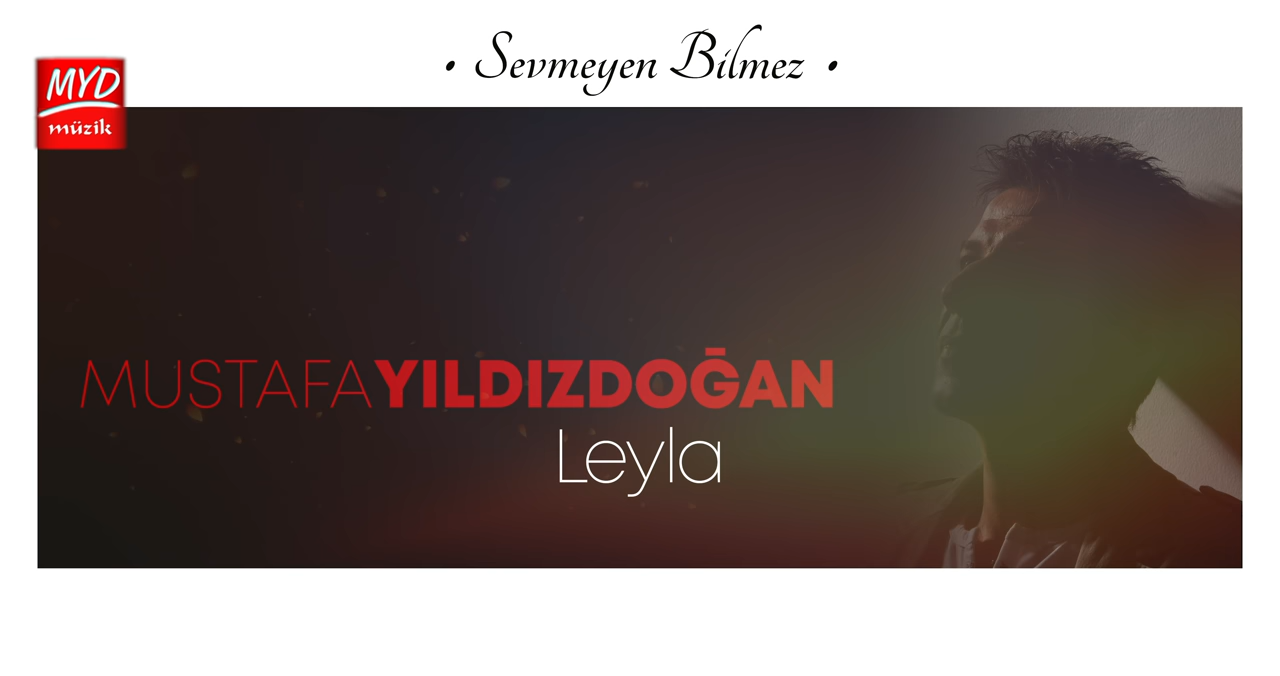 • Sevmeyen Bilmez •
MYD
müzik
MUSTAFA YILDIZDOĞAN
Leyla